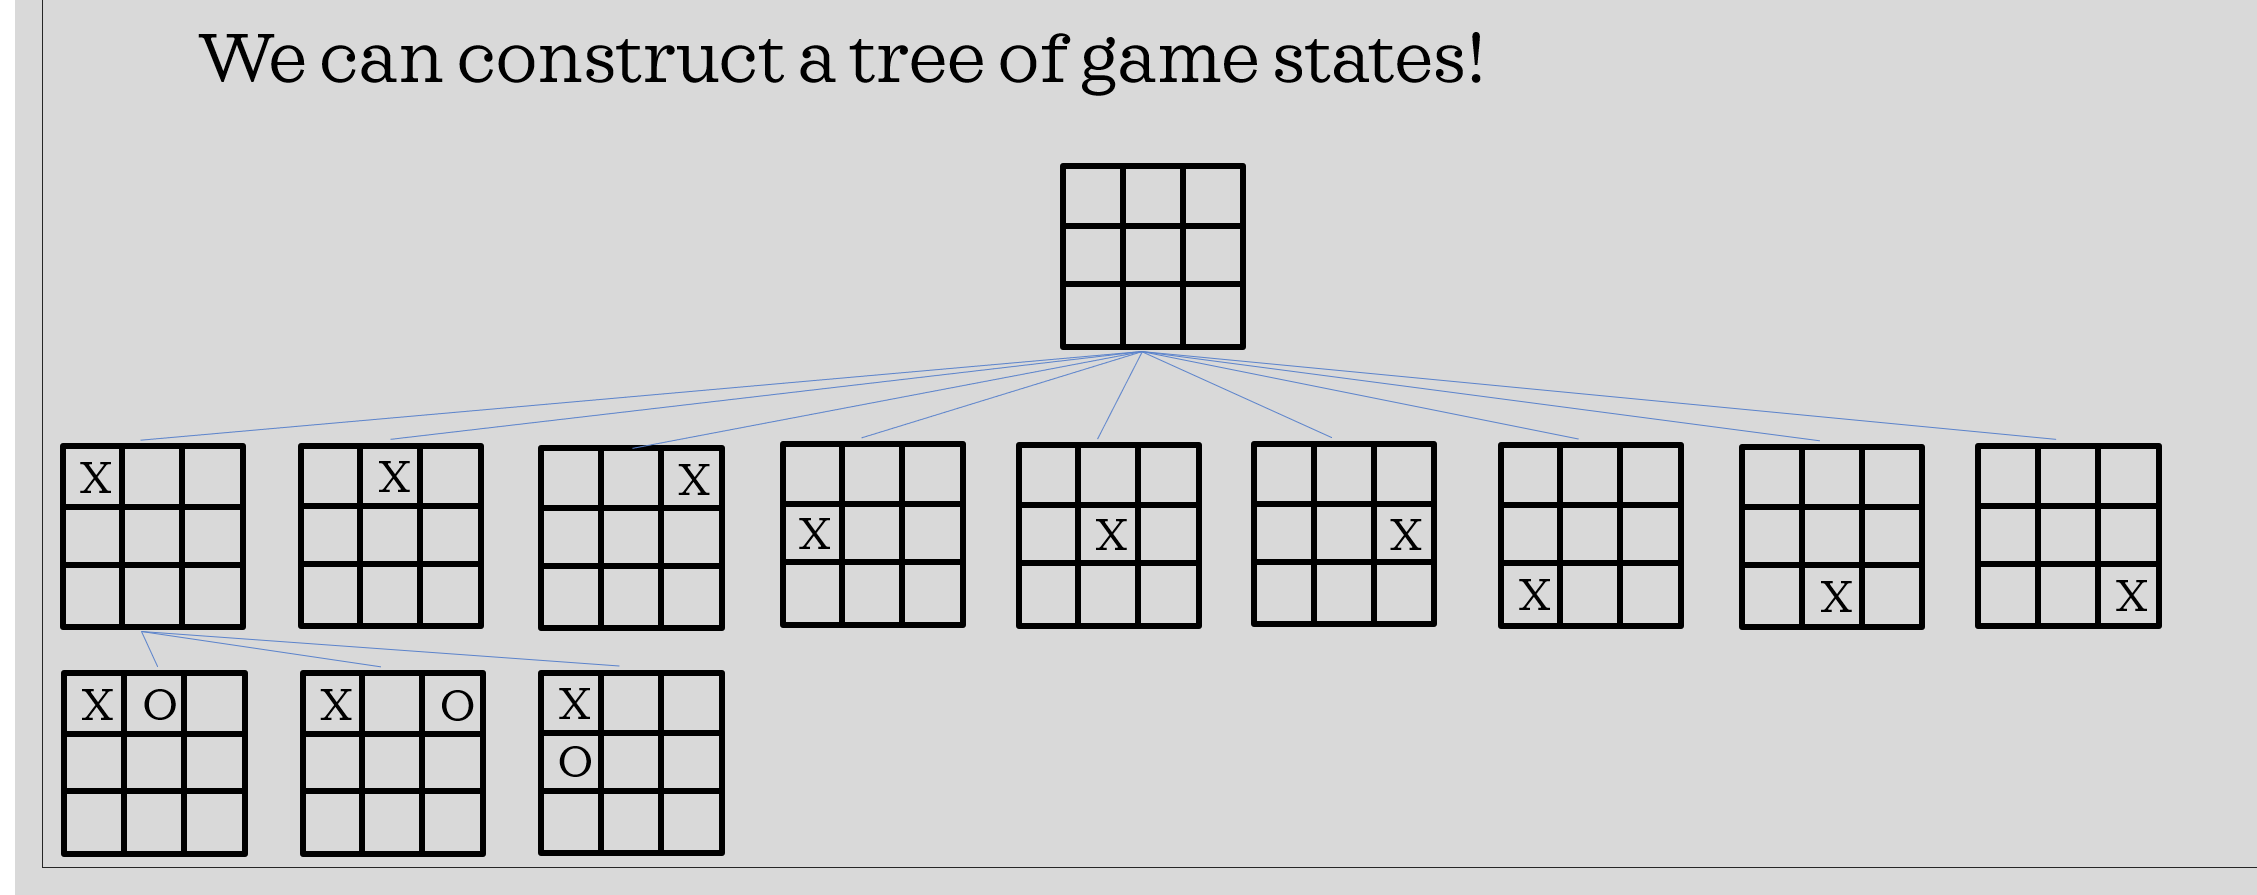 We can construct a tree of game states!
X X X X X X X X X
X O X O X
O